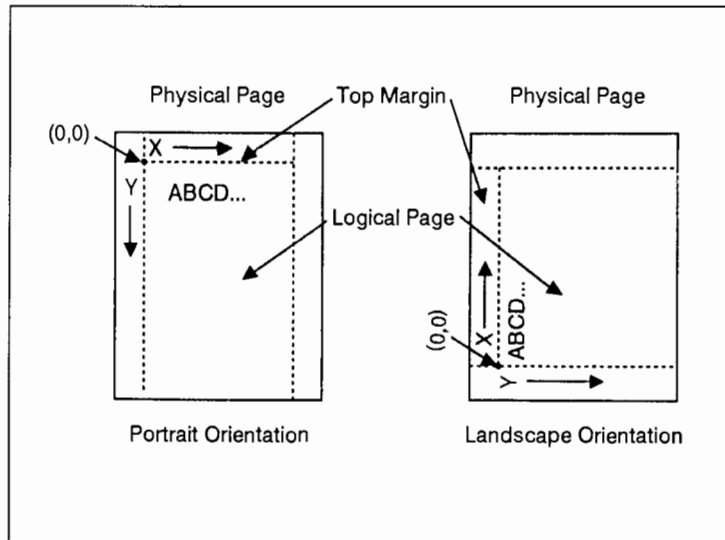 Physical Page
Top Margin
Physical Page
(0,0)
X
Y
ABCD...
Logical Page
(0,0)
X
ABCD...
Y
Portrait Orientation
Landscape Orientation